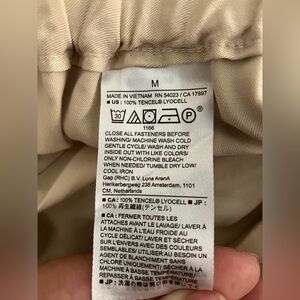 M
MADE IN VIETNAM RN 54023 / CA 17897
■ US: 100% TENCEL® LYOCELL
30
P
1166
CLOSE ALL FASTENERS BEFORE
WASHING/ MACHINE WASH COLD
GENTLE CYCLE/ WASH AND DRY
INSIDE OUT WITH LIKE COLORS/
ONLY NON-CHLORINE BLEACH
WHEN NEEDED/ TUMBLE DRY LOW/
COOL IRON
Gap (RHC) B.V. Luna ArenA
Herikerbergweg 238 Amsterdam, 1101
CM, Netherlands
■ CA: 100% TENCEL® LYOCELL ■ JP:
100% 再生繊維(テンセル)
■ CA: FERMER TOUTES LES
ATTACHES AVANT LE LAVAGE/ LAVER À
LA MACHINE À L'EAU FROIDE AU
CYCLE DÉLICAT/ LAVER ET SÉCHER
SUR L'ENVERS AVEC DES COULEURS
SEMBLABLES/ AU BESOIN, AGENT
DE BLANCHIMENT SANS
CHLORE UNIQUEMENT/ SÉCHER À LA
MACHINE À BASSE TEMPÉRATURE/
REPASSER À BASSE TEMPÉRATURE
■ JP: